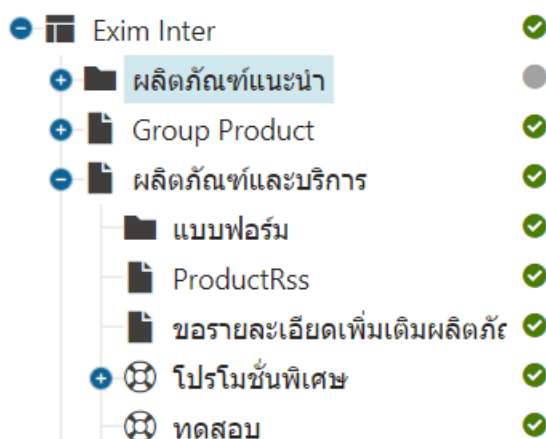 Exim Inter
ผลิตภัณฑ์แนะนำ
Group Product
ผลิตภัณฑ์และบริการ
แบบฟอร์ม
ProductRss
ขอรายละเอียดเพิ่มเติมผลิตภัณ
โปรโมชั่นพิเศษ
ทดสอบ